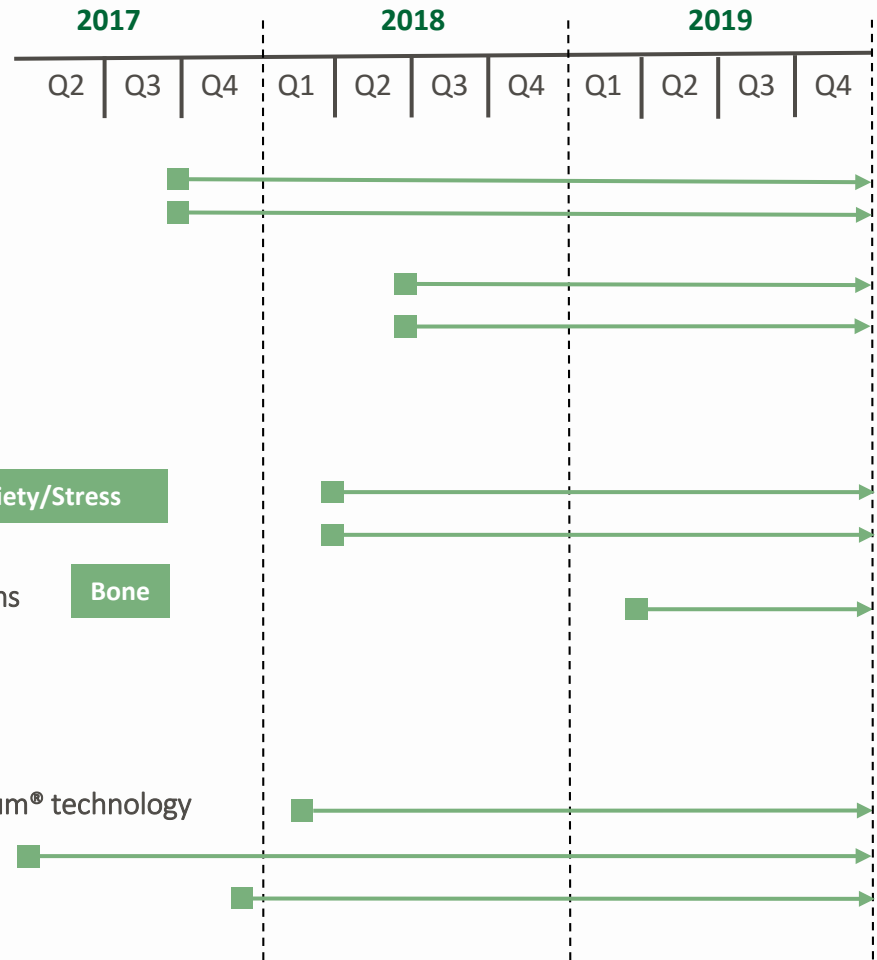 2017 2018 2019
Q2 Q3 Q4 Q1 Q2 Q3 Q4 Q1 Q2 Q3 Q4
iety/Stress
Bone
ns
um® technology